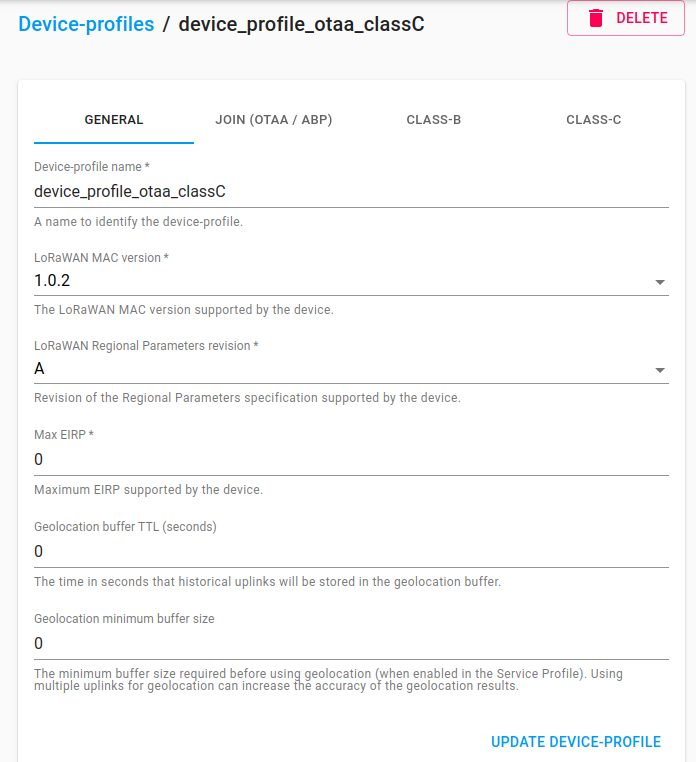 Device-profiles / device_profile_otaa_classC
DELETE
GENERAL JOIN (OTAA / ABP) CLASS-B CLASS-C
Device-profile name *
device_profile_otaa_classC
A name to identify the device-profile.
LoRaWAN MAC version *
1.0.2
The LoRaWAN MAC version supported by the device.
LoRaWAN Regional Parameters revision *
A
Revision of the Regional Parameters specification supported by the device.
Max EIRP *
0
Maximum EIRP supported by the device.
Geolocation buffer TTL (seconds)
0
The time in seconds that historical uplinks will be stored in the geolocation buffer.
Geolocation minimum buffer size
0
The minimum buffer size required before using geolocation (when enabled in the Service Profile). Using
multiple uplinks for geolocation can increase the accuracy of the geolocation results.
UPDATE DEVICE-PROFILE